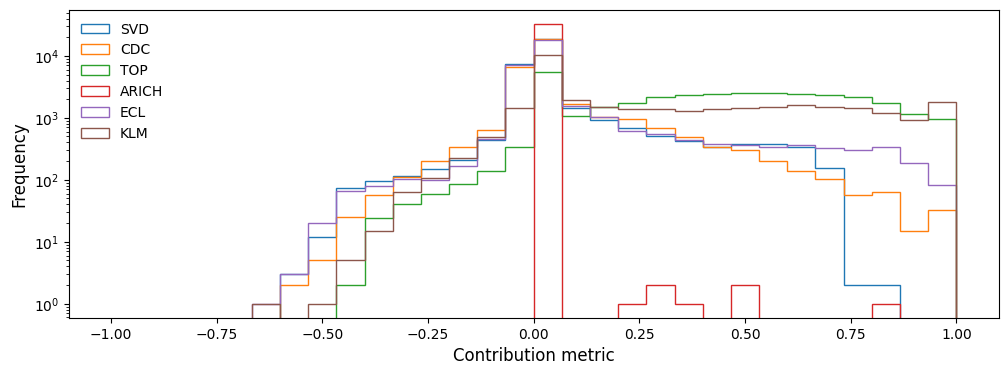 SVD
CDC
TOP
ARICH
ECL
KLM
Frequency
10⁴
10³
10²
10¹
10⁰
−1.00 −0.75 −0.50 −0.25 0.00 0.25 0.50 0.75 1.00
Contribution metric